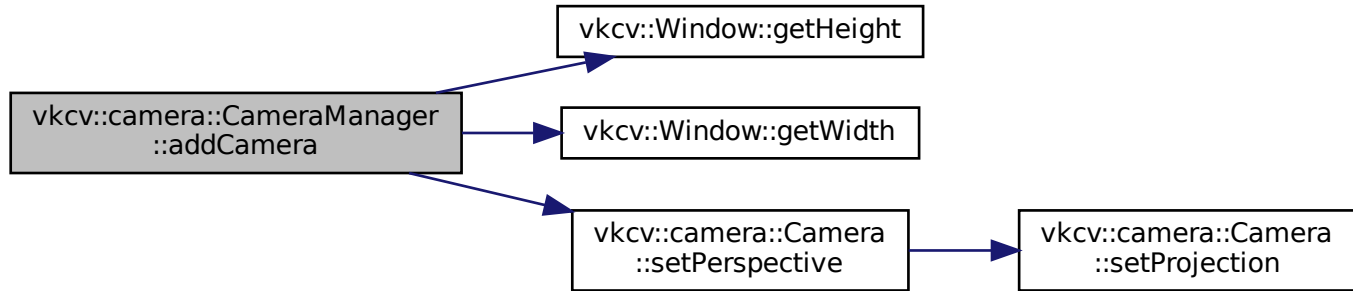 vkcv::Window::getHeight
vkcv::camera::CameraManager
::addCamera
vkcv::Window::getWidth
vkcv::camera::Camera
::setPerspective
vkcv::camera::Camera
::setProjection